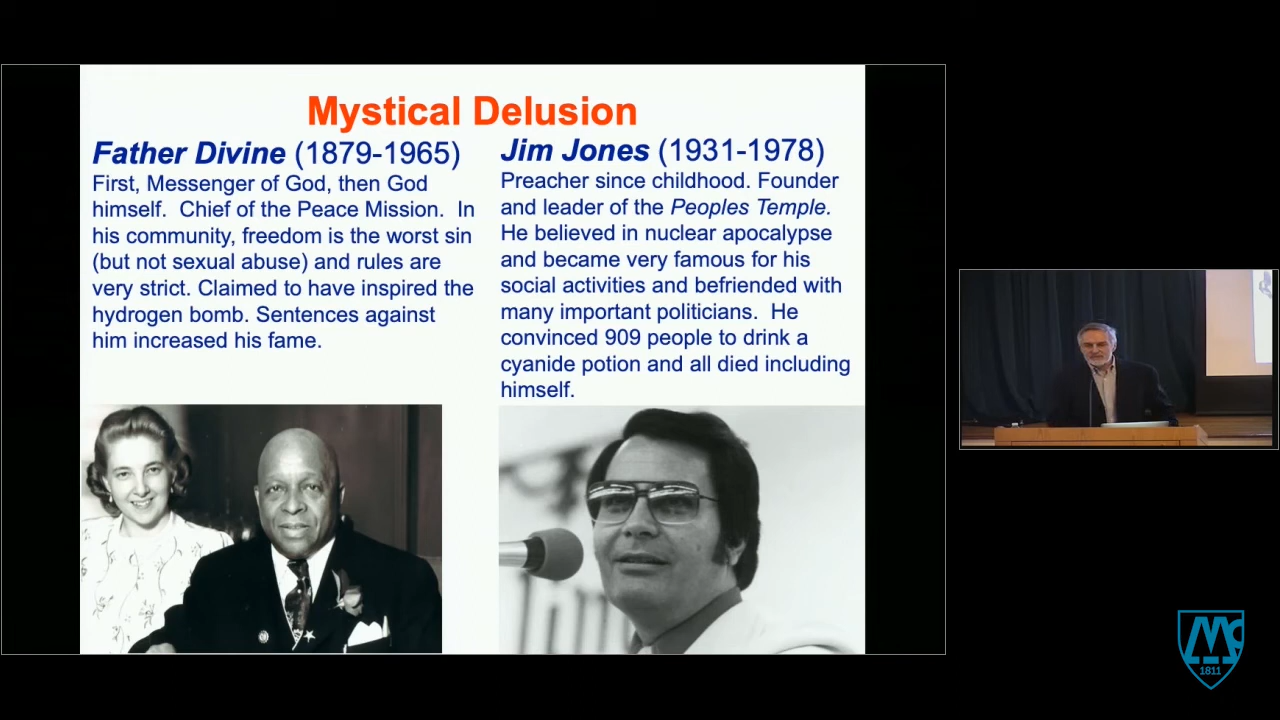 Mystical Delusion
Father Divine (1879-1965)
First, Messenger of God, then God
himself. Chief of the Peace Mission. In
his community, freedom is the worst sin
(but not sexual abuse) and rules are
very strict. Claimed to have inspired the
hydrogen bomb. Sentences against
him increased his fame.
Jim Jones (1931-1978)
Preacher since childhood. Founder
and leader of the Peoples Temple.
He believed in nuclear apocalypse
and became very famous for his
social activities and befriended with
many important politicians. He
convinced 909 people to drink a
cyanide potion and all died including
himself.
Mc
1811